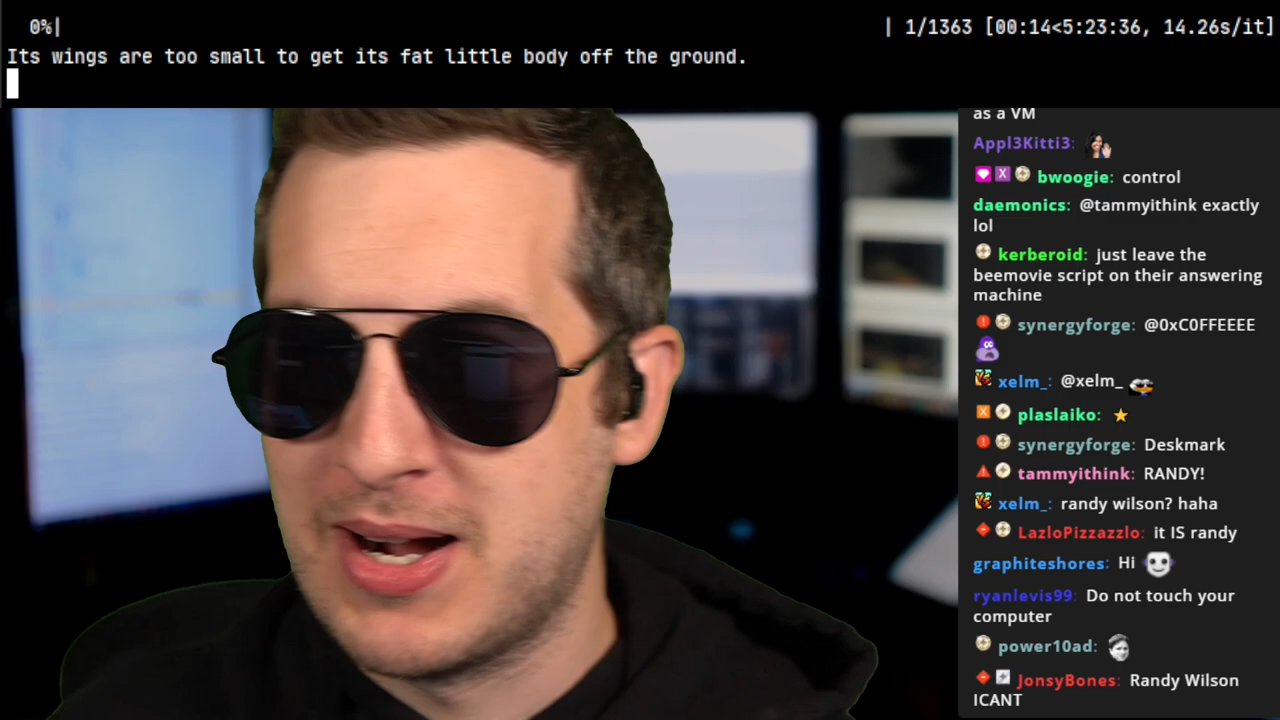 0%| | 1/1363 [00:14<5:23:36, 14.26s/it]
Its wings are too small to get its fat little body off the ground.
as a VM
Appl3Kitti3:
bwoogie: control
daemonics: @tammyithink exactly
lol
kerberoid: just leave the
beemovie script on their answering
machine
synergyforge: @0xC0FFEEEE
xelm_: @xelm_
plaslaiko:
synergyforge: Deskmark
tammyithink: RANDY!
xelm_: randy wilson? haha
LazloPizzazzlo: it IS randy
graphiteshores: Hi
ryanlevis99: Do not touch your
computer
power10ad:
JonsyBones: Randy Wilson
ICANT